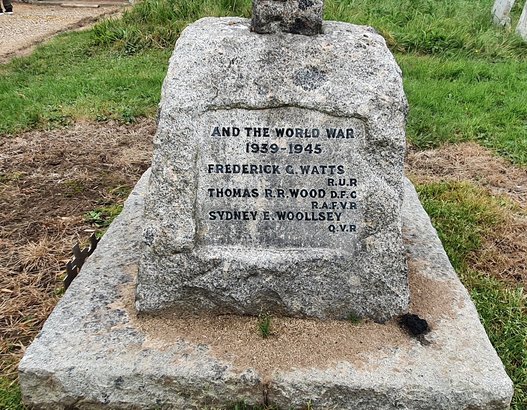 AND THE WORLD WAR
1939-1945
FREDERICK G. WATTS
R.U.R
THOMAS R.R. WOOD D.F.C
R.A.F.V.R
SYDNEY E. WOOLLSEY
Q.V.R